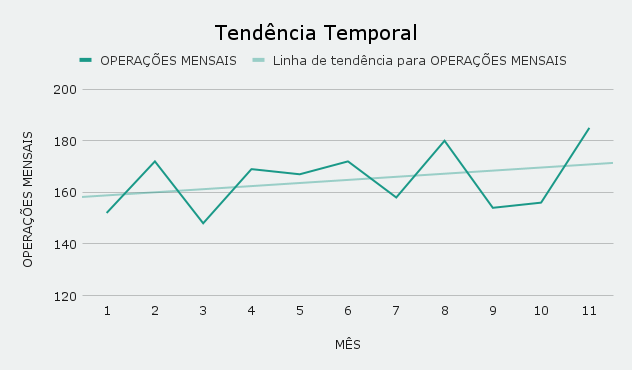 Tendência Temporal
OPERAÇÕES MENSAIS
Linha de tendência para OPERAÇÕES MENSAIS
OPERAÇÕES MENSAIS
200
180
160
140
120
1 2 3 4 5 6 7 8 9 10 11
MÊS